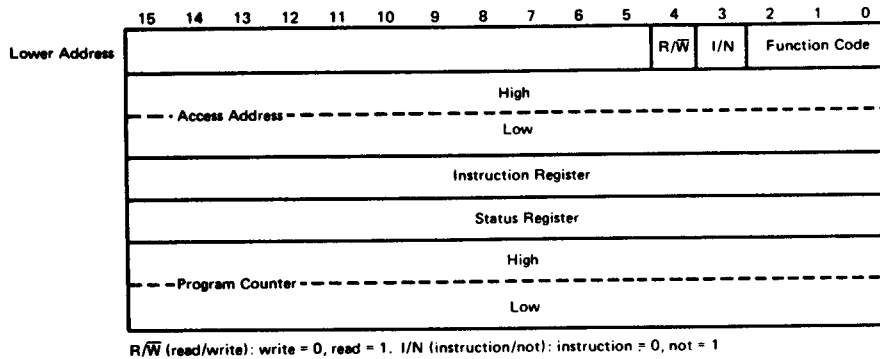 15 14 13 12 11 10 9 8 7 6 5 4 3 2 1 0
Lower Address R/W̅ I/N Function Code
High
Access Address
Low
Instruction Register
Status Register
High
Program Counter
Low
R/W̅ (read/write): write = 0, read = 1. I/N (instruction/not): instruction = 0, not = 1